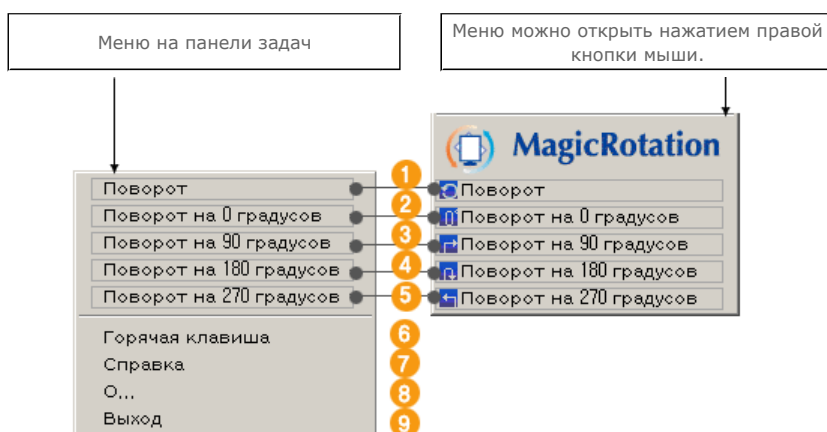 Меню на панели задач
Меню можно открыть нажатием правой
кнопки мыши.
MagicRotation
Поворот
Поворот на 0 градусов
Поворот на 90 градусов
Поворот на 180 градусов
Поворот на 270 градусов
Горячая клавиша
Справка
О...
Выход
1
2
3
4
5
6
7
8
9
Поворот
Поворот на 0 градусов
Поворот на 90 градусов
Поворот на 180 градусов
Поворот на 270 градусов